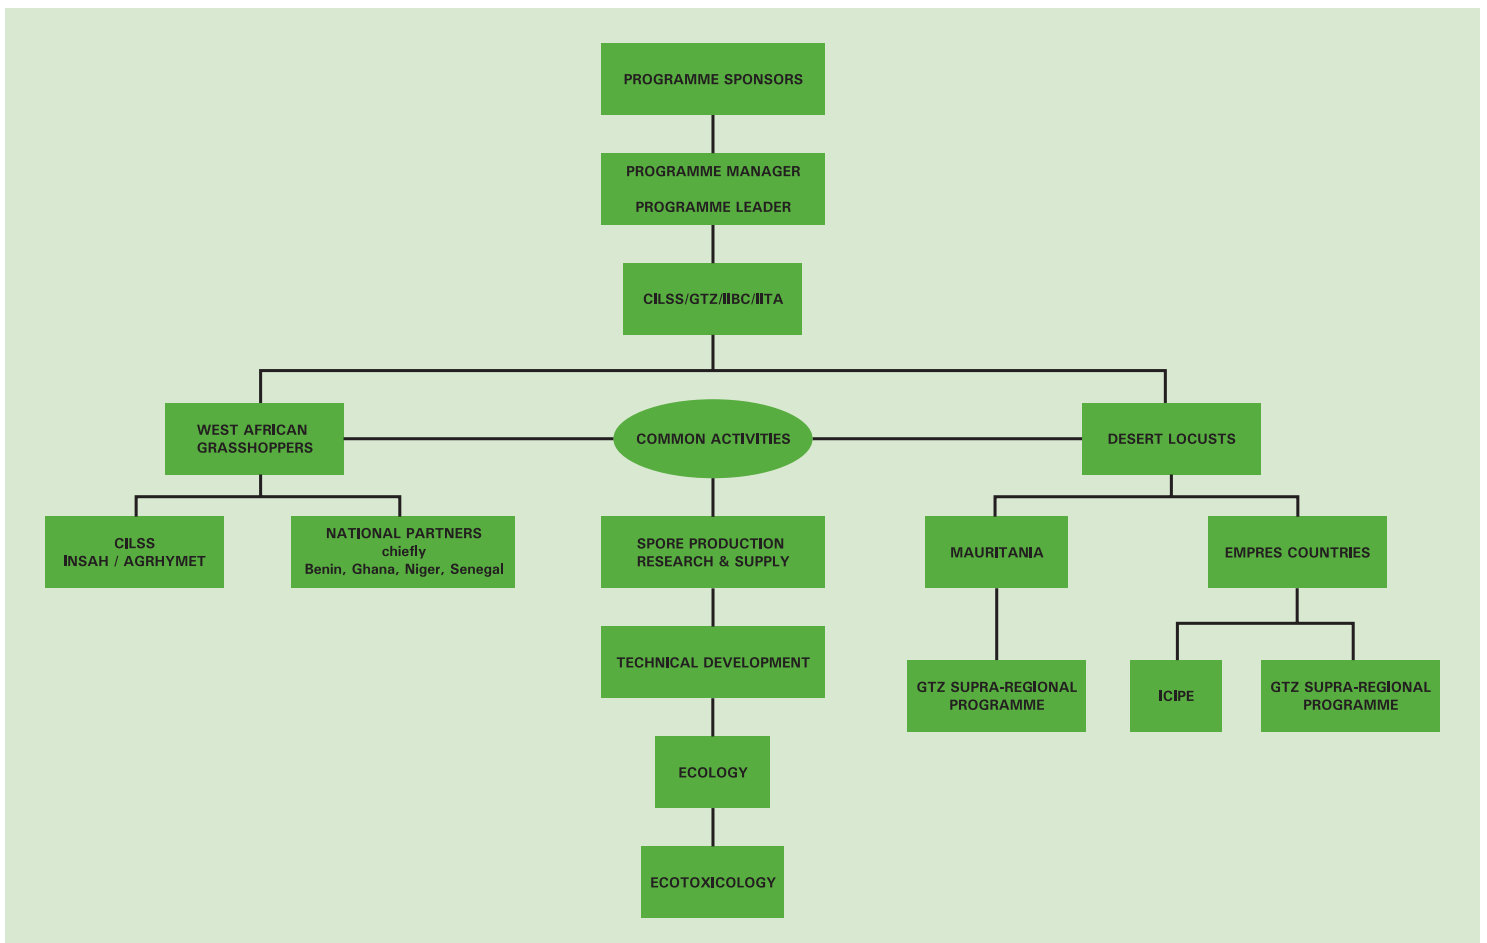 PROGRAMME SPONSORS
PROGRAMME MANAGER
PROGRAMME LEADER
CILSS/GTZ/IIBC/IITA
WEST AFRICAN
GRASSHOPPERS
COMMON ACTIVITIES
DESERT LOCUSTS
CILSS
INSAH / AGRHYMET
NATIONAL PARTNERS
chiefly
Benin, Ghana, Niger, Senegal
SPORE PRODUCTION
RESEARCH & SUPPLY
MAURITANIA
EMPRES COUNTRIES
TECHNICAL DEVELOPMENT
GTZ SUPRA-REGIONAL
PROGRAMME
ICIPE
GTZ SUPRA-REGIONAL
PROGRAMME
ECOLOGY
ECOTOXICOLOGY